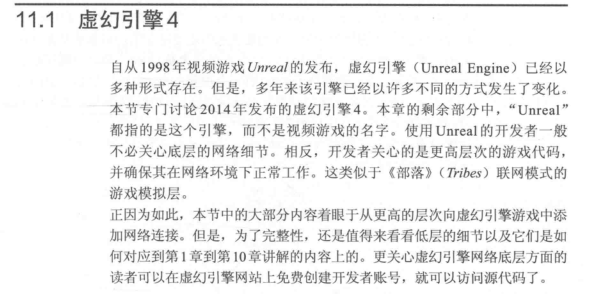 11.1 虚幻引擎4
自从1998年视频游戏Unreal的发布，虚幻引擎（Unreal Engine）已经以
多种形式存在。但是，多年来该引擎已经以许多不同的方式发生了变化。
本节专门讨论2014年发布的虚幻引擎4。本章的剩余部分中，“Unreal”
都指的是这个引擎，而不是视频游戏的名字。使用Unreal的开发者一般
不必关心底层的网络细节。相反，开发者关心的是更高层次的游戏代码，
并确保其在网络环境下正常工作。这类似于《部落》（Tribes）联网模式的
游戏模拟层。
正因为如此，本节中的大部分内容着眼于从更高的层次向虚幻引擎游戏中添
加网络连接。但是，为了完整性，还是值得来看看低层的细节以及它们是如
何对应到第1章到第10章讲解的内容上的。更关心虚幻引擎网络底层方面的
读者可以在虚幻引擎网站上免费创建开发者账号，就可以访问源代码了。